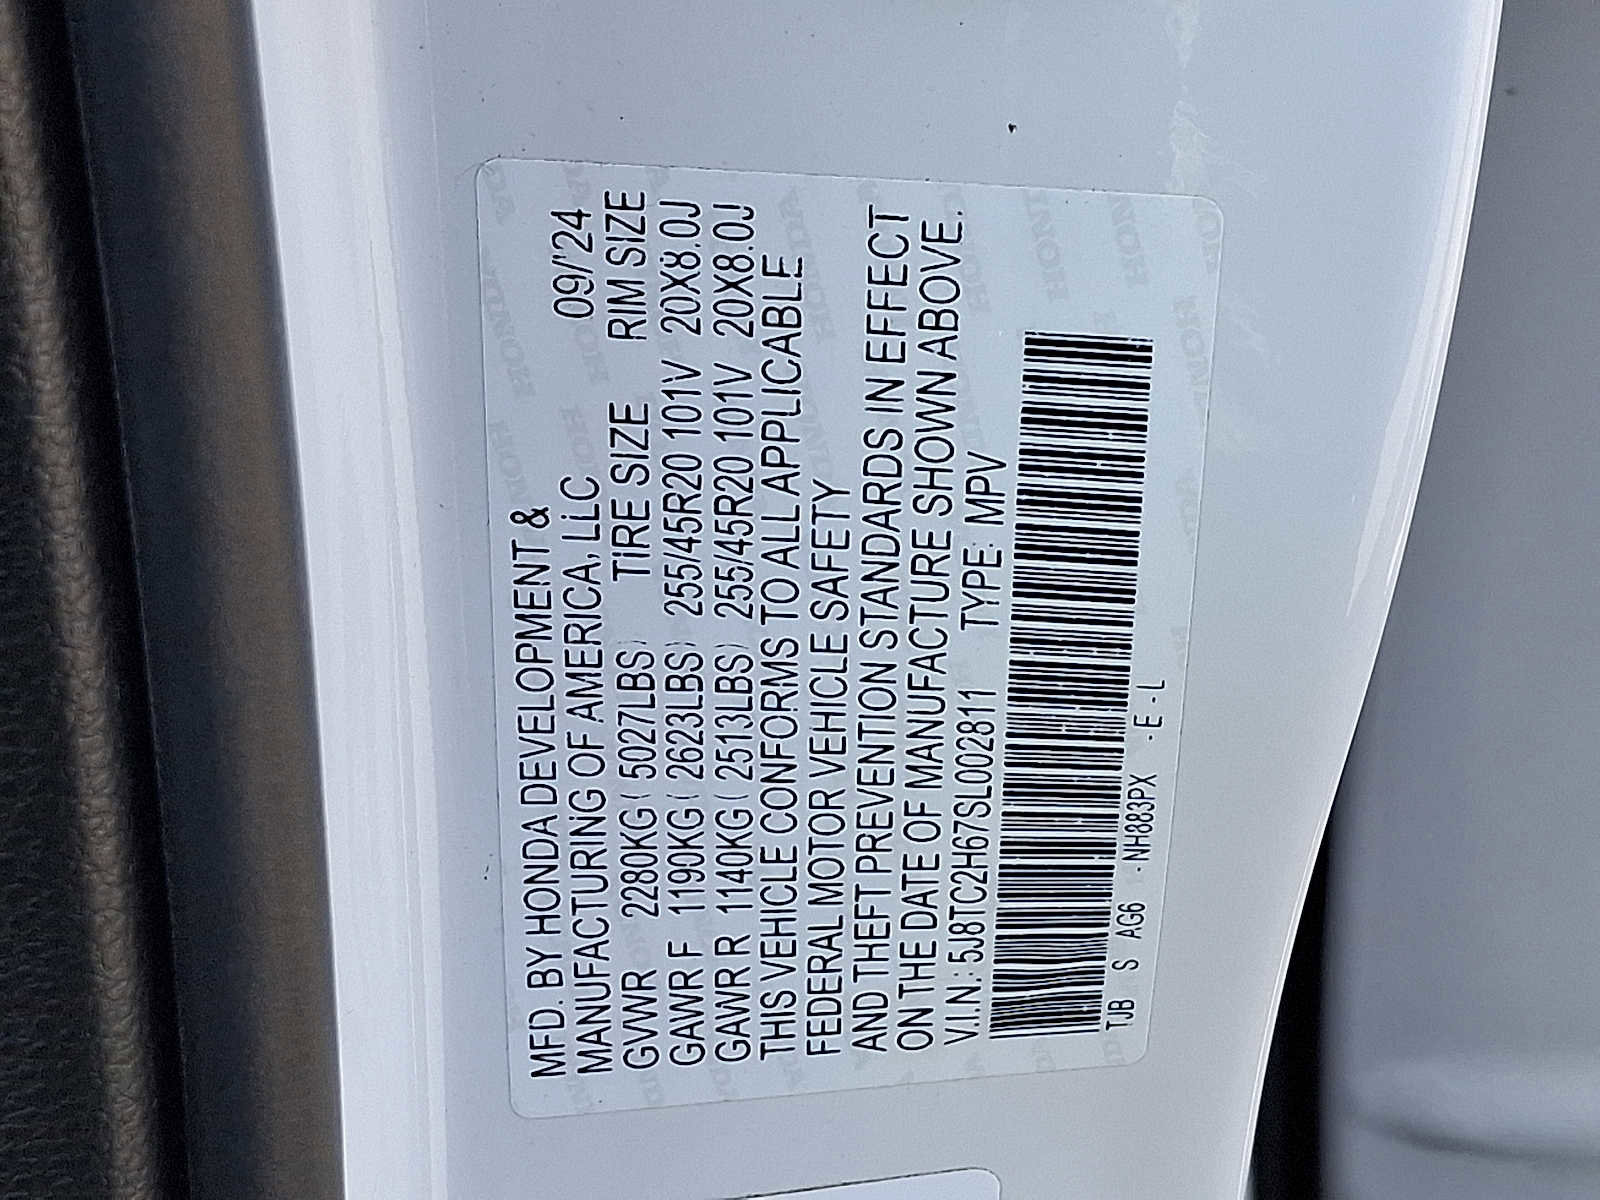 MFD. BY HONDA DEVELOPMENT &
MANUFACTURING OF AMERICA, LLC 09/'24
GVWR 2280KG( 5027LBS) TIRE SIZE RIM SIZE
GAWR F 1190KG( 2623LBS) 255/45R20 101V 20X8.0J
GAWR R 1140KG( 2513LBS) 255/45R20 101V 20X8.0J
THIS VEHICLE CONFORMS TO ALL APPLICABLE
FEDERAL MOTOR VEHICLE SAFETY
AND THEFT PREVENTION STANDARDS IN EFFECT
ON THE DATE OF MANUFACTURE SHOWN ABOVE.
V.I.N.: 5J8TC2H67SL002811 TYPE: MPV
TJB S AG6 -NH883PX -E -L